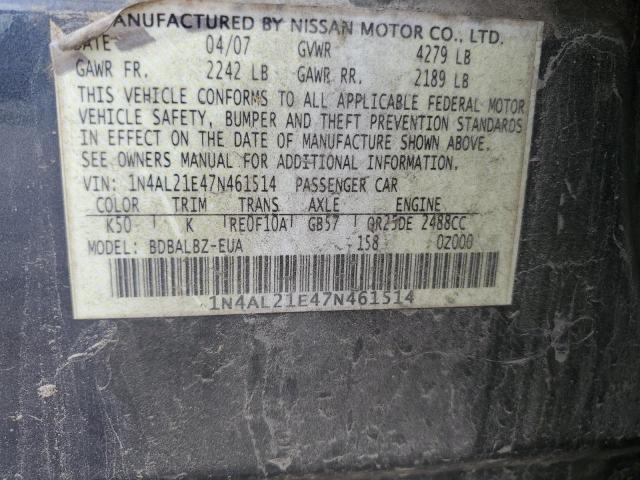 MANUFACTURED BY NISSAN MOTOR CO., LTD.
DATE 04/07 GVWR 4279 LB
GAWR FR. 2242 LB GAWR RR. 2189 LB
THIS VEHICLE CONFORMS TO ALL APPLICABLE FEDERAL MOTOR
VEHICLE SAFETY, BUMPER AND THEFT PREVENTION STANDARDS
IN EFFECT ON THE DATE OF MANUFACTURE SHOWN ABOVE.
SEE OWNERS MANUAL FOR ADDITIONAL INFORMATION.
VIN: 1N4AL21E47N461514 PASSENGER CAR
COLOR TRIM TRANS AXLE ENGINE
K50 K RE0F10A GB57 QR25DE 2488CC
MODEL: BDBALBZ-EUA 158 0Z000
1N4AL21E47N461514